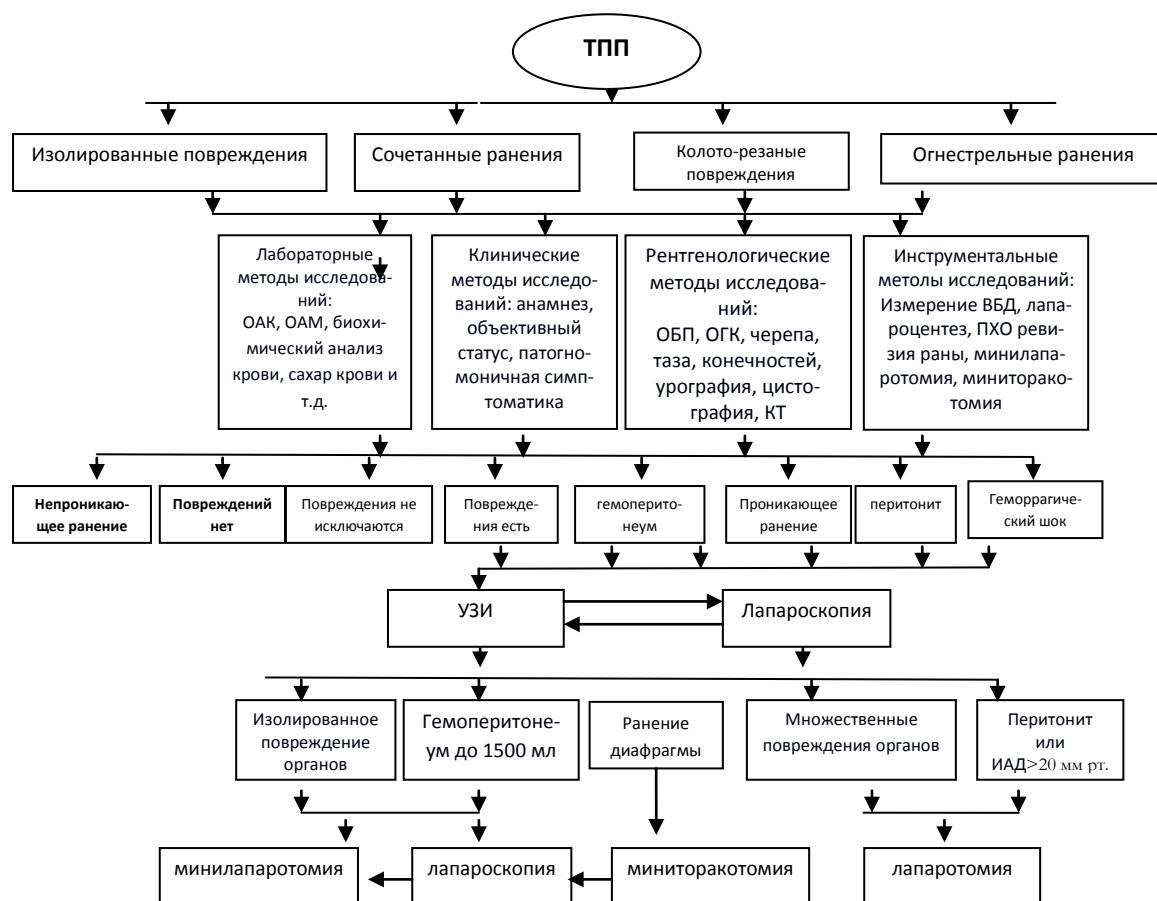 ТПП
Изолированные повреждения
Сочетанные ранения
Колото-резаные
повреждения
Огнестрельные ранения
Лабораторные
методы исследова-
ний:
ОАК, ОАМ, биохи-
мический анализ
крови, сахар крови и
т.д.
Клинические
методы исследо-
ваний: анамнез,
объективный
статус, патогно-
моничная симп-
томатика
Рентгенологические
методы исследова-
ний:
ОБП, ОГК, черепа,
таза, конечностей,
урография, цисто-
графия, КТ
Инструментальные
метолы исследований:
Измерение ВБД, лапа-
роцентез, ПХО реви-
зия раны, минилапа-
ротомия, миниторако-
томия
Непроникаю-
щее ранение
Повреждений
нет
Повреждения не
исключаются
Поврежде-
ния есть
гемоперито-
неум
Проникающее
ранение
перитонит
Геморраги-
ческий шок
УЗИ
Лапароскопия
Изолированное
повреждение
органов
Гемоперитоне-
ум до 1500 мл
Ранение
диафрагмы
Множественные
повреждения органов
Перитонит
или
ИАД>20 мм рт.
минилапаротомия
лапароскопия
миниторакотомия
лапаротомия